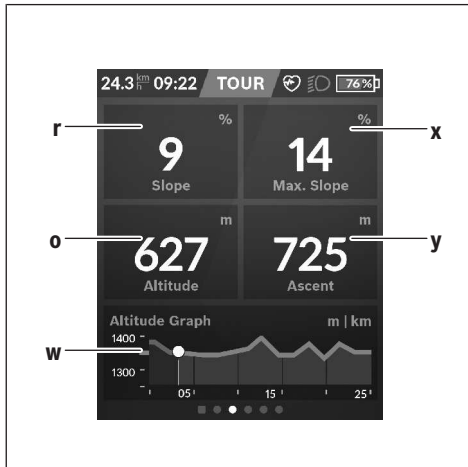 24.3 km/h 09:22 TOUR 76%
r % % x
9 14
Slope Max. Slope
o m m y
627 725
Altitude Ascent
Altitude Graph m | km
w 1400
1300
05 15 25